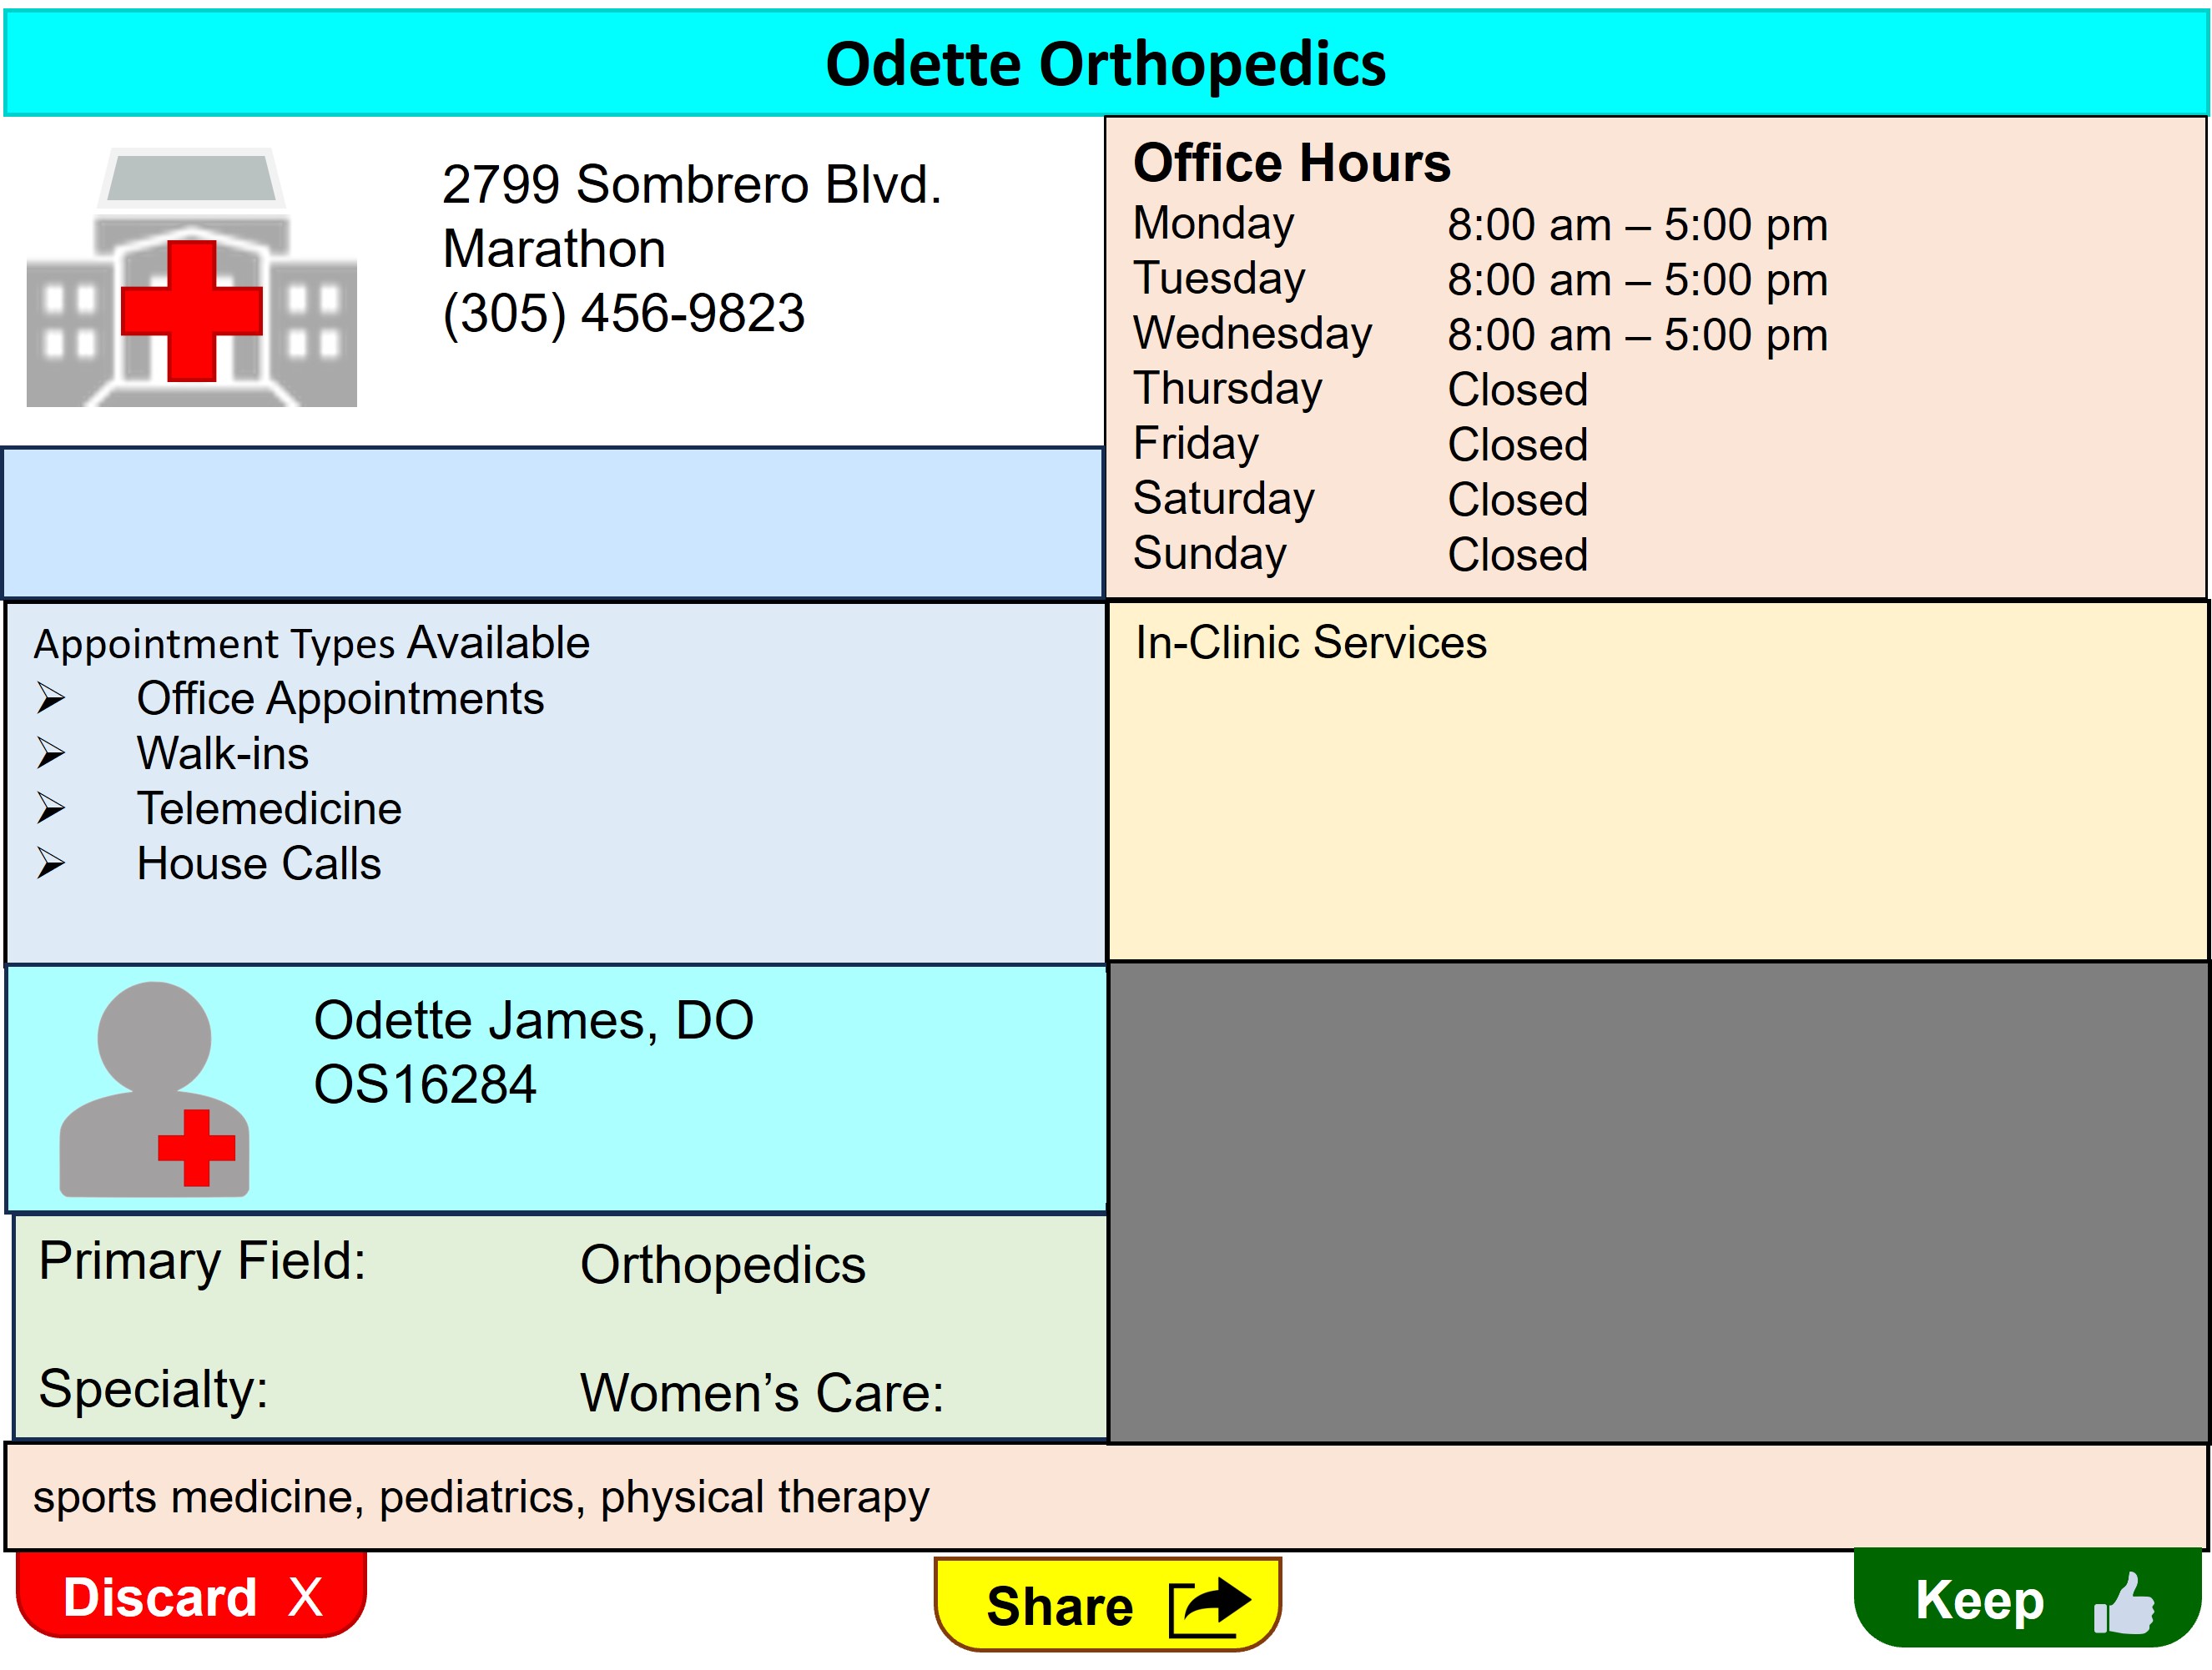 Odette Orthopedics
2799 Sombrero Blvd.
Marathon
(305) 456-9823
Office Hours
Monday 8:00 am – 5:00 pm
Tuesday 8:00 am – 5:00 pm
Wednesday 8:00 am – 5:00 pm
Thursday Closed
Friday Closed
Saturday Closed
Sunday Closed
Appointment Types Available
➢ Office Appointments
➢ Walk-ins
➢ Telemedicine
➢ House Calls
In-Clinic Services
Odette James, DO
OS16284
Primary Field: Orthopedics
Specialty: Women’s Care:
sports medicine, pediatrics, physical therapy
Discard X
Share
Keep